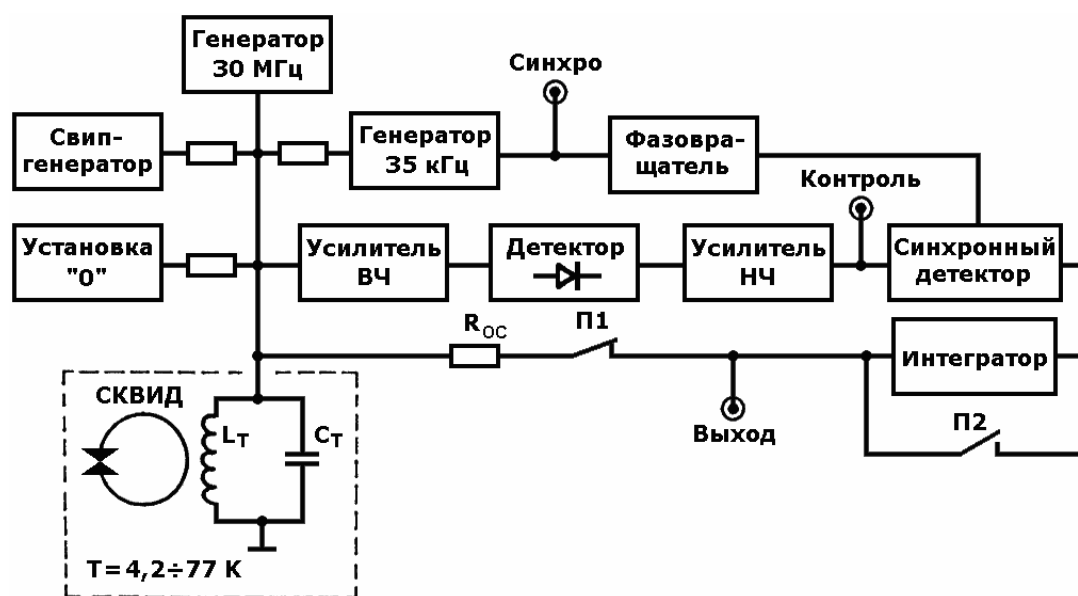 Генератор
30 МГц
Синхро
Свип-
генератор
Генератор
35 кГц
Фазовра-
щатель
Контроль
Установка
"0"
Усилитель
ВЧ
Детектор
Усилитель
НЧ
Синхронный
детектор
RОС
П1
Интегратор
Выход
П2
СКВИД
LТ
CТ
T=4,2÷77 K